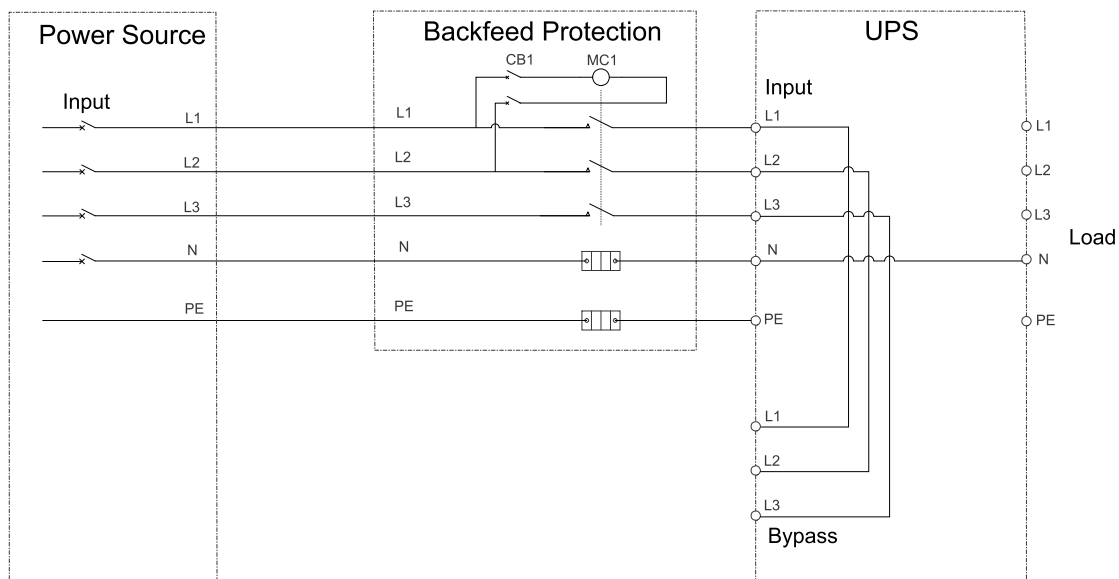 Power Source
Backfeed Protection
UPS
CB1 MC1
Input
Input
L1
L1
L1
L1
L2
L2
L2
L2
L3
L3
L3
L3
Load
N
N
N
N
PE
PE
PE
PE
L1
L2
L3
Bypass